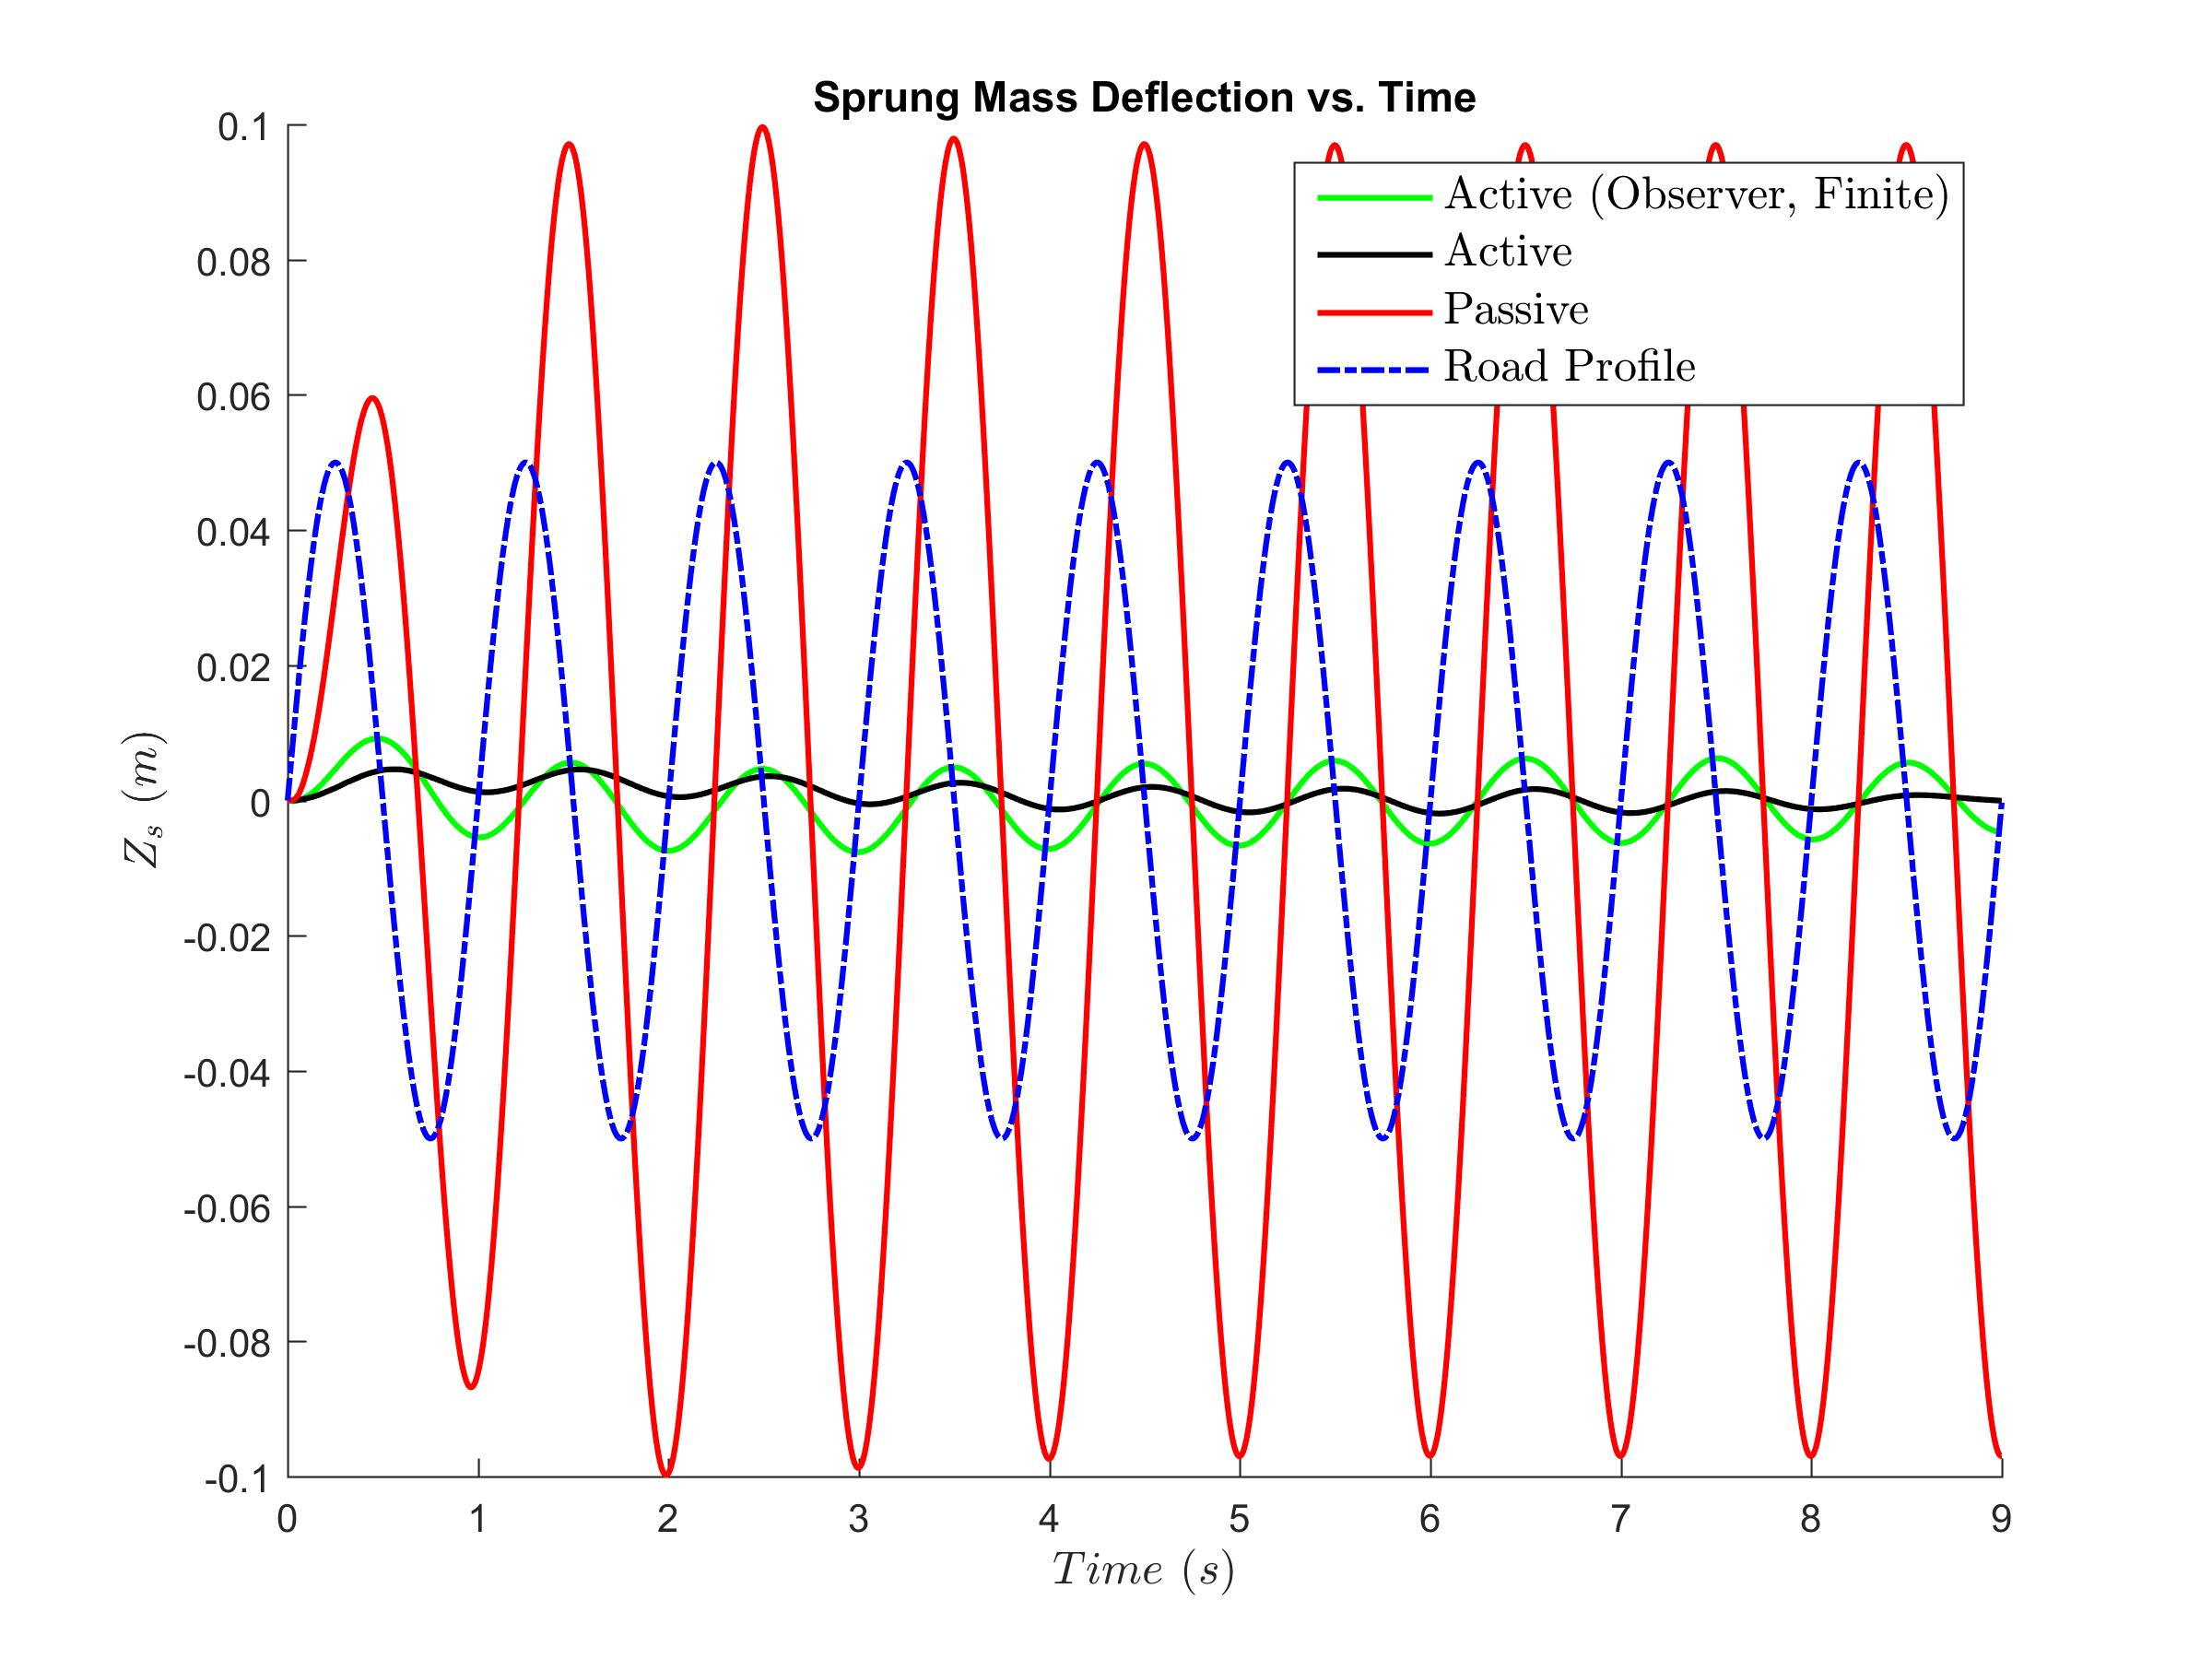 Sprung Mass Deflection vs. Time
0.1
0.08
0.06
0.04
0.02
0
-0.02
-0.04
-0.06
-0.08
-0.1
Z_s (m)
Active (Observer, Finite)
Active
Passive
Road Profile
0 1 2 3 4 5 6 7 8 9
Time (s)